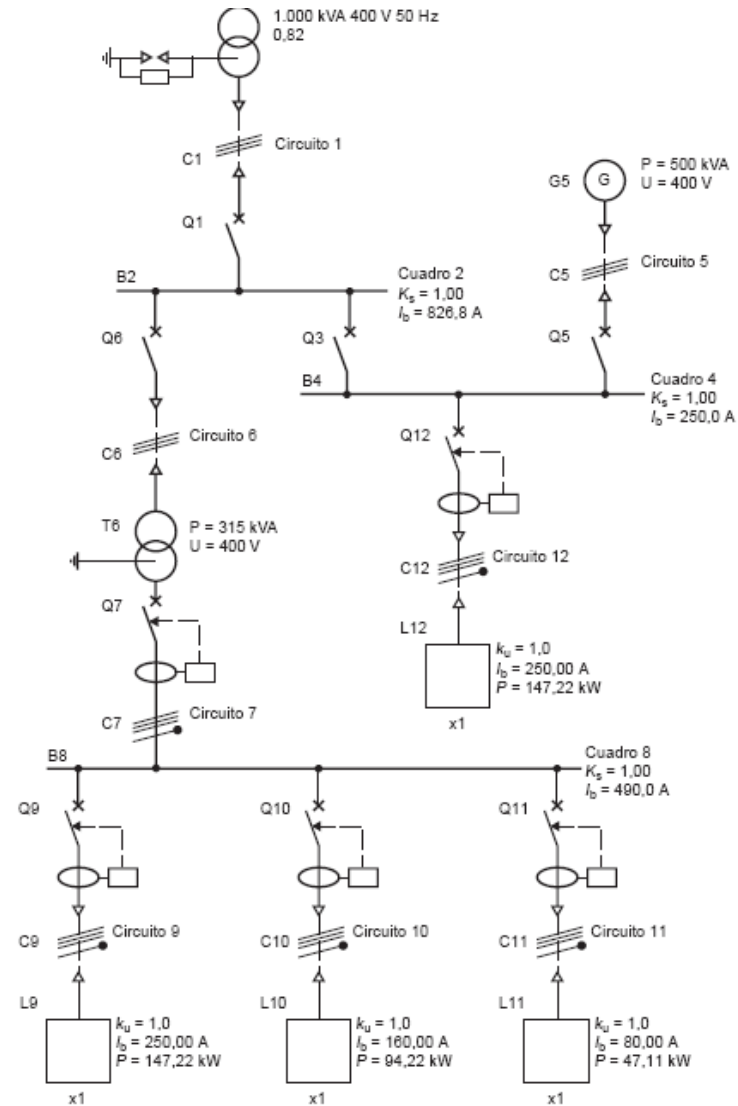 1.000 kVA 400 V 50 Hz
0,82
C1
Circuito 1
Q1
G5
G
P = 500 kVA
U = 400 V
C5
Circuito 5
B2
Cuadro 2
Ks = 1,00
Ib = 826,8 A
Q6
Q3
Q5
B4
Cuadro 4
Ks = 1,00
Ib = 250,0 A
C6
Circuito 6
Q12
T6
P = 315 kVA
U = 400 V
C12
Circuito 12
Q7
L12
ku = 1,0
Ib = 250,00 A
P = 147,22 kW
x1
C7
Circuito 7
B8
Cuadro 8
Ks = 1,00
Ib = 490,0 A
Q9
Q10
Q11
C9
Circuito 9
C10
Circuito 10
C11
Circuito 11
L9
ku = 1,0
Ib = 250,00 A
P = 147,22 kW
x1
L10
ku = 1,0
Ib = 160,00 A
P = 94,22 kW
x1
L11
ku = 1,0
Ib = 80,00 A
P = 47,11 kW
x1